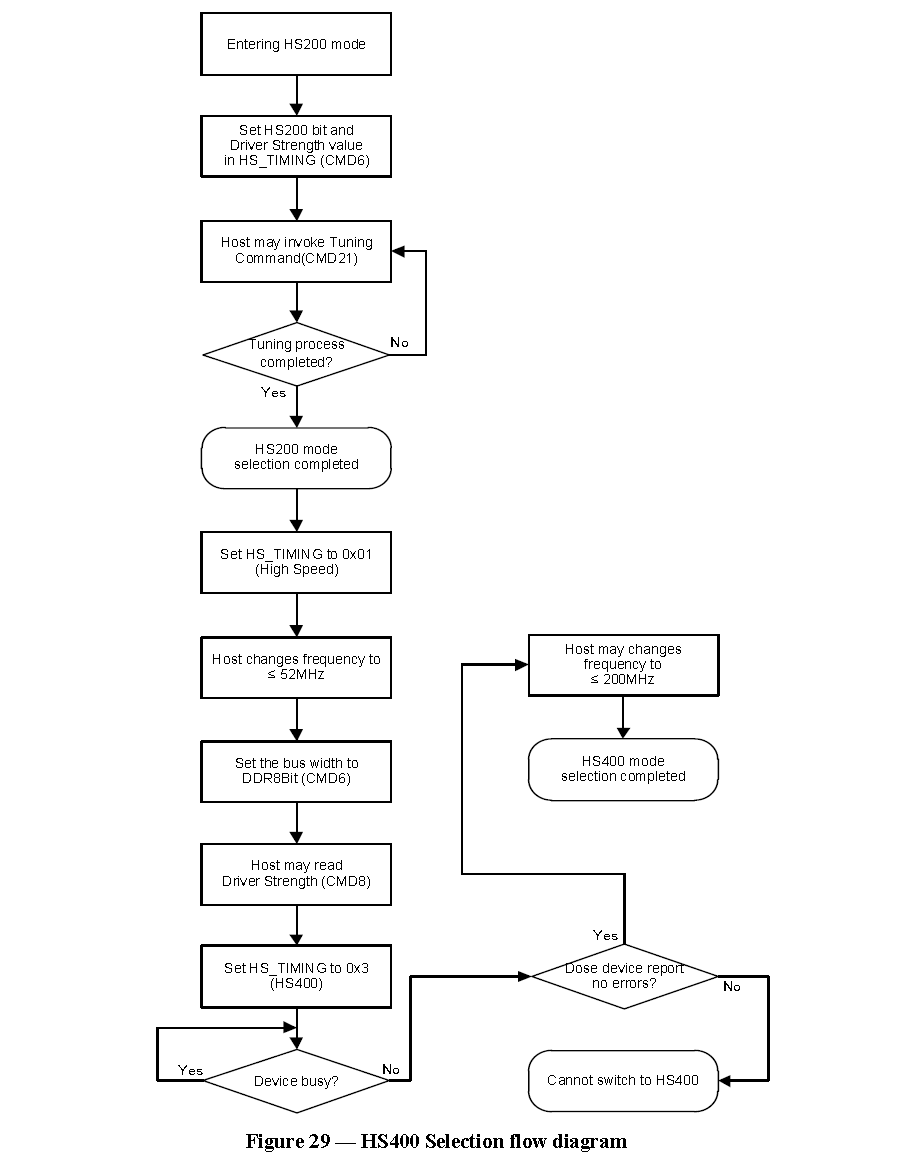 Entering HS200 mode
Set HS200 bit and
Driver Strength value
in HS_TIMING (CMD6)
Host may invoke Tuning
Command(CMD21)
Tuning process
completed?
No
Yes
HS200 mode
selection completed
Set HS_TIMING to 0x01
(High Speed)
Host changes frequency to
≤ 52MHz
Set the bus width to
DDR8Bit (CMD6)
Host may read
Driver Strength (CMD8)
Set HS_TIMING to 0x3
(HS400)
Device busy?
Yes
No
Dose device report
no errors?
Yes
No
Host may changes
frequency to
≤ 200MHz
HS400 mode
selection completed
Cannot switch to HS400
Figure 29 — HS400 Selection flow diagram